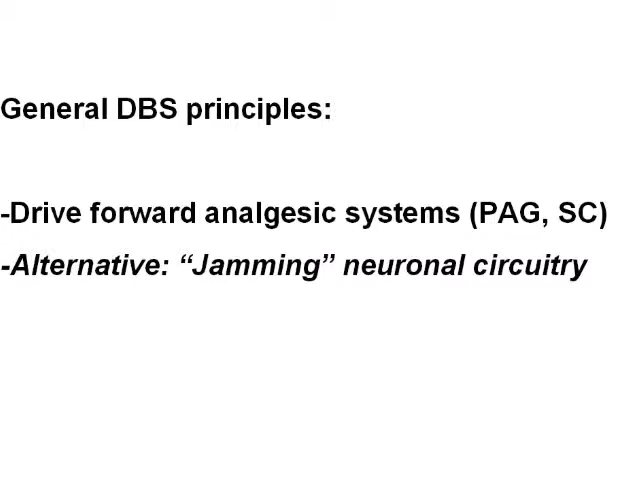 General DBS principles:
-Drive forward analgesic systems (PAG, SC)
-Alternative: “Jamming” neuronal circuitry